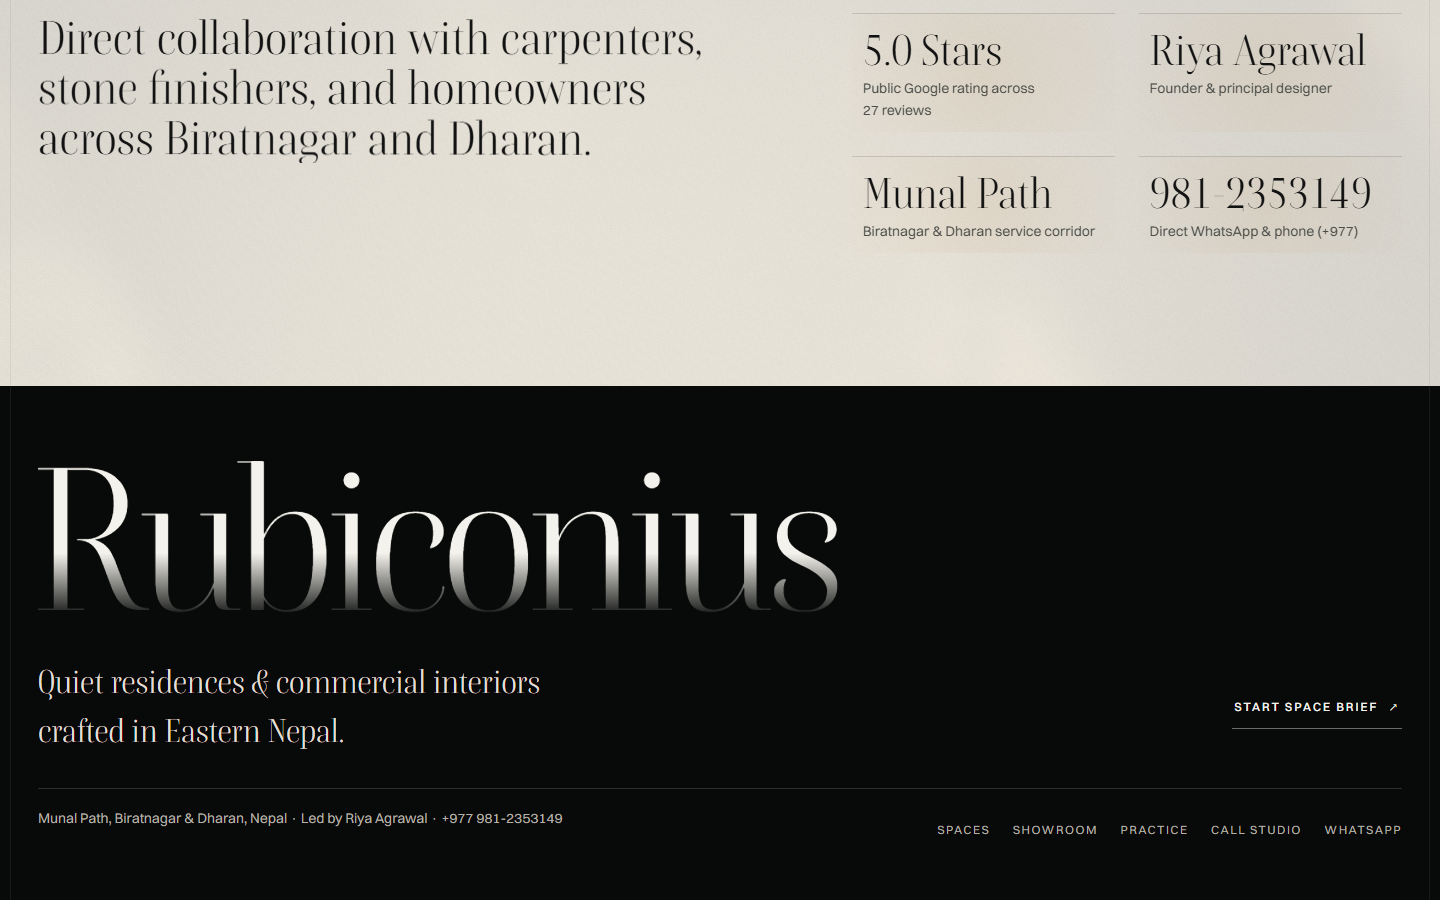 Direct collaboration with carpenters,
stone finishers, and homeowners
across Biratnagar and Dharan.
5.0 Stars
Public Google rating across
27 reviews
Riya Agrawal
Founder & principal designer
Munal Path
Biratnagar & Dharan service corridor
981-2353149
Direct WhatsApp & phone (+977)
Rubiconius
Quiet residences & commercial interiors
crafted in Eastern Nepal.
START SPACE BRIEF ↗
Munal Path, Biratnagar & Dharan, Nepal · Led by Riya Agrawal · +977 981-2353149
SPACES SHOWROOM PRACTICE CALL STUDIO WHATSAPP